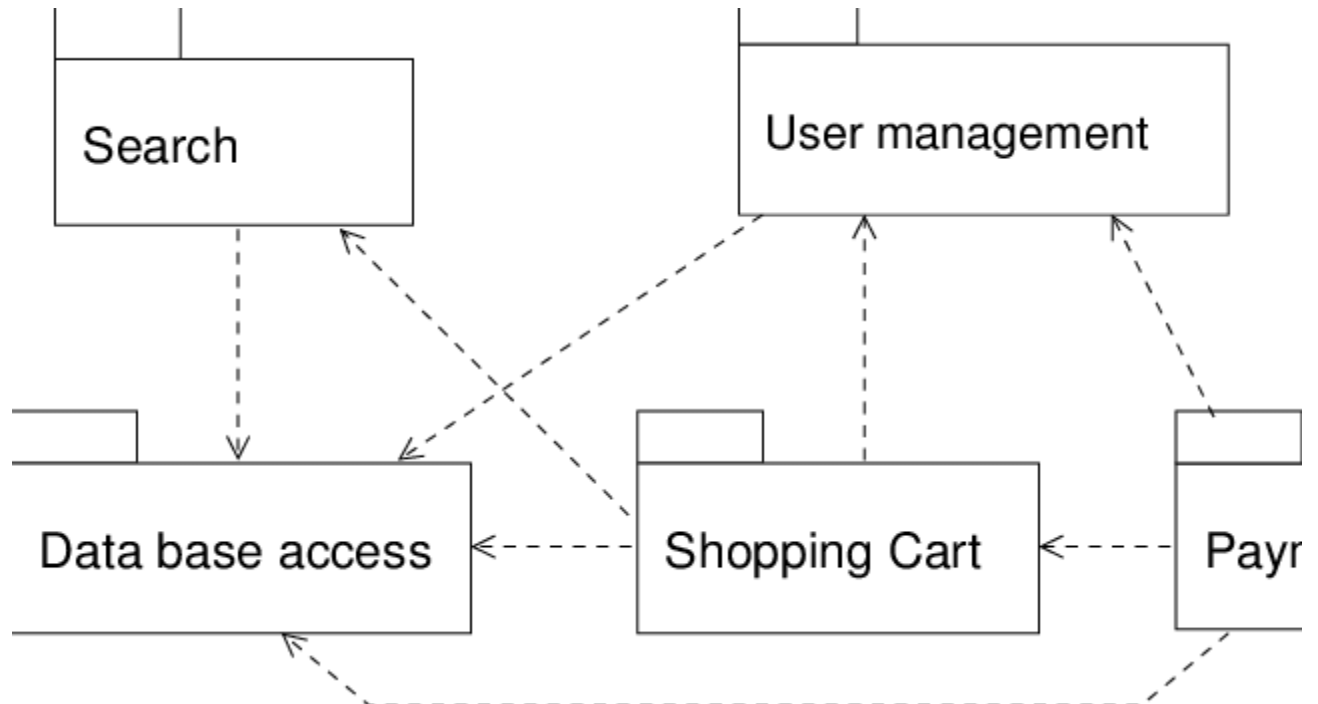 Search
User management
Data base access
Shopping Cart